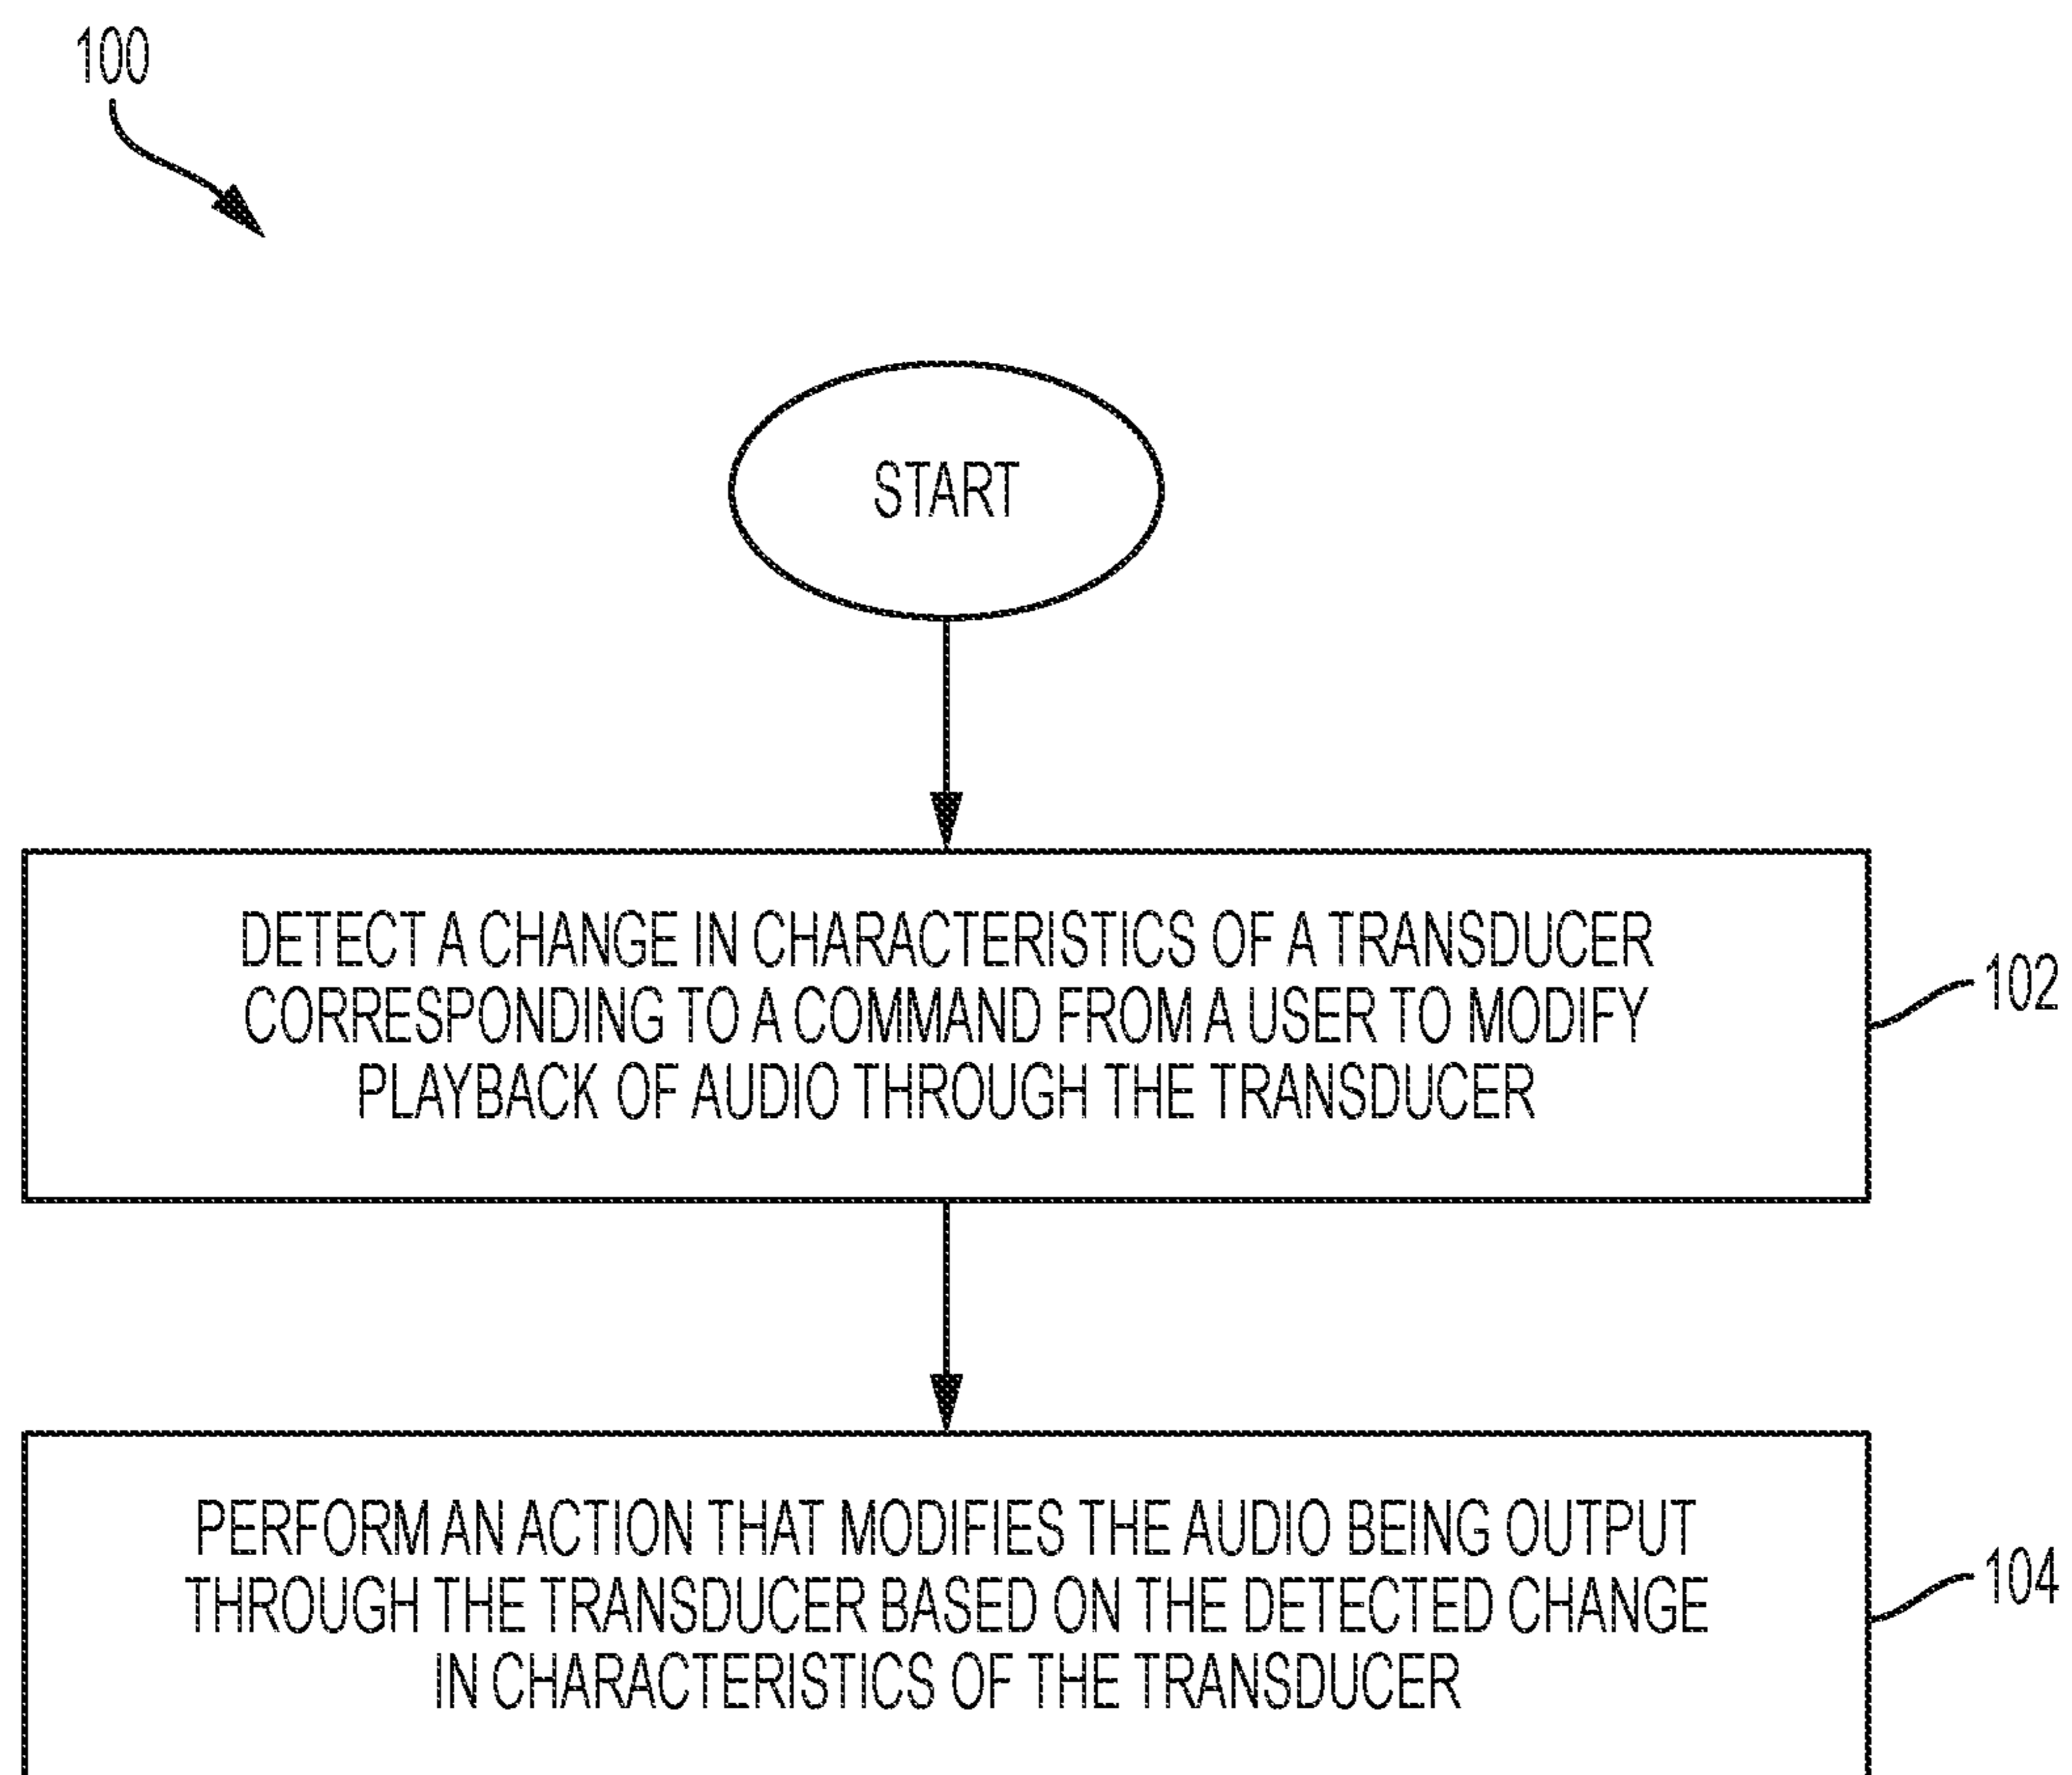 100
START
DETECT A CHANGE IN CHARACTERISTICS OF A TRANSDUCER
CORRESPONDING TO A COMMAND FROM A USER TO MODIFY
PLAYBACK OF AUDIO THROUGH THE TRANSDUCER
102
PERFORM AN ACTION THAT MODIFIES THE AUDIO BEING OUTPUT
THROUGH THE TRANSDUCER BASED ON THE DETECTED CHANGE
IN CHARACTERISTICS OF THE TRANSDUCER
104